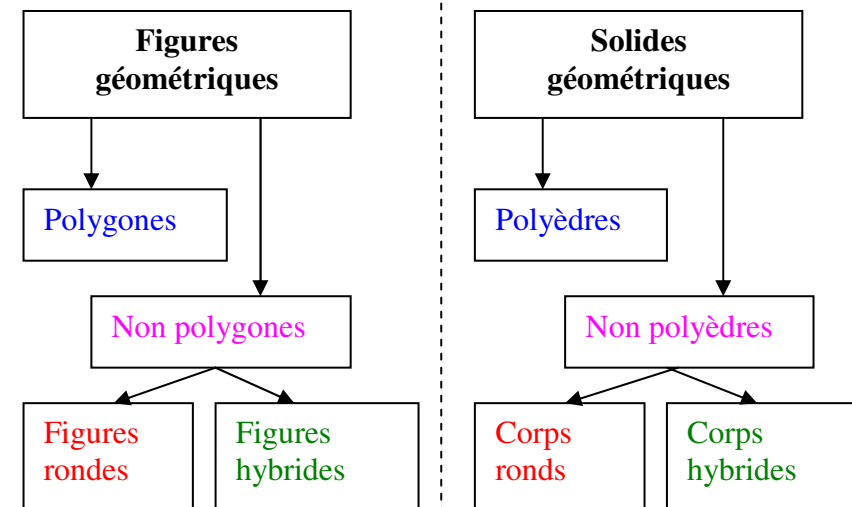 Figures
géométriques
Polygones
Non polygones
Figures
rondes
Figures
hybrides
Solides
géométriques
Polyèdres
Non polyèdres
Corps
ronds
Corps
hybrides